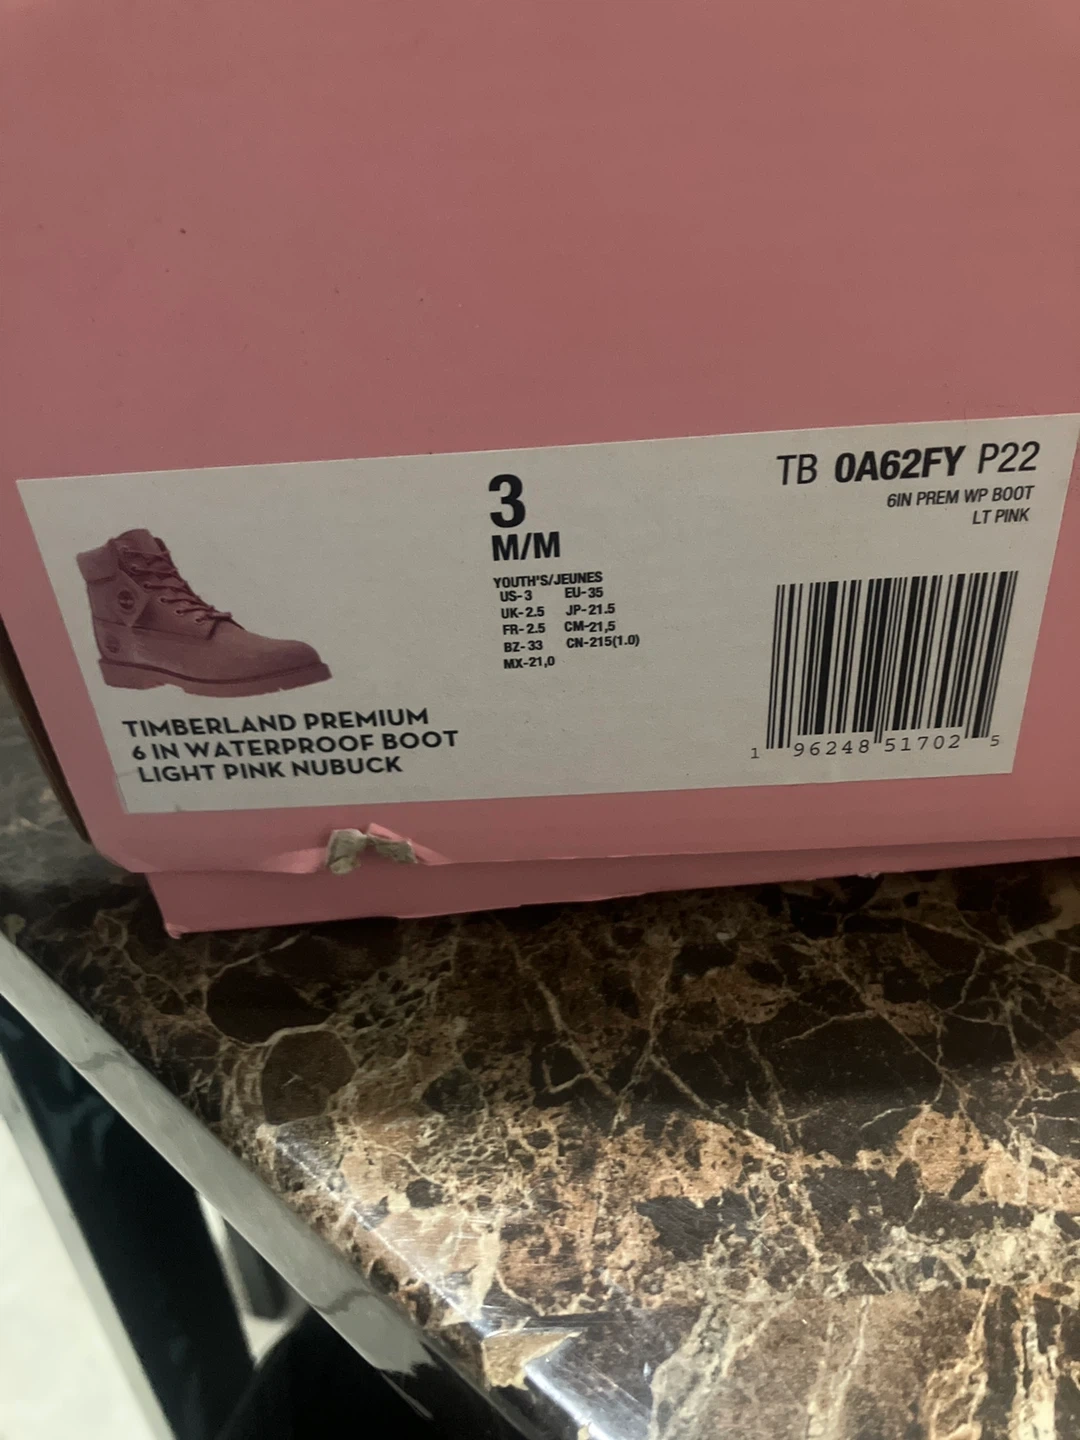 TB 0A62FY P22
6IN PREM WP BOOT
LT PINK
3
M/M
YOUTH'S/JEUNES
US-3 EU-35
UK-2.5 JP-21.5
FR-2.5 CM-21,5
BZ-33 CN-215(1.0)
MX-21,0
TIMBERLAND PREMIUM
6 IN WATERPROOF BOOT
LIGHT PINK NUBUCK
1 96248 51702 5